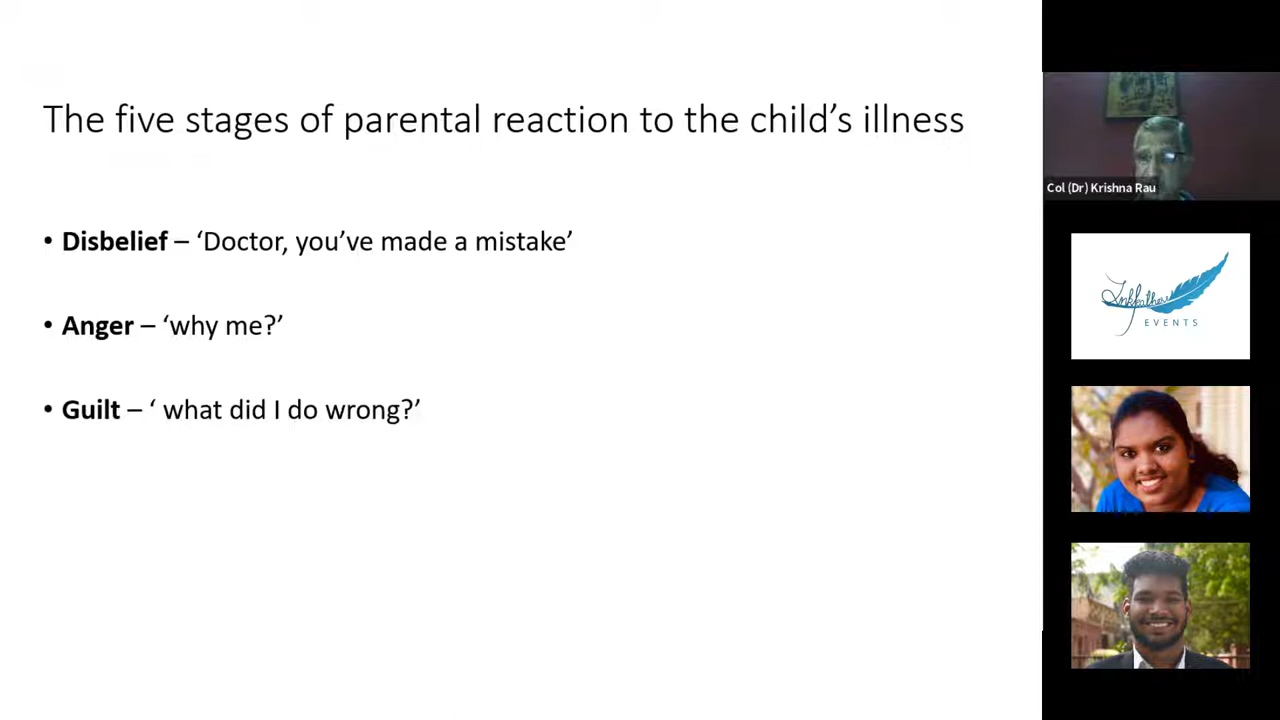 The five stages of parental reaction to the child’s illness
• Disbelief – ‘Doctor, you’ve made a mistake’
• Anger – ‘why me?’
• Guilt – ‘ what did I do wrong?’
Col (Dr) Krishna Rau
Inkfeather
EVENTS